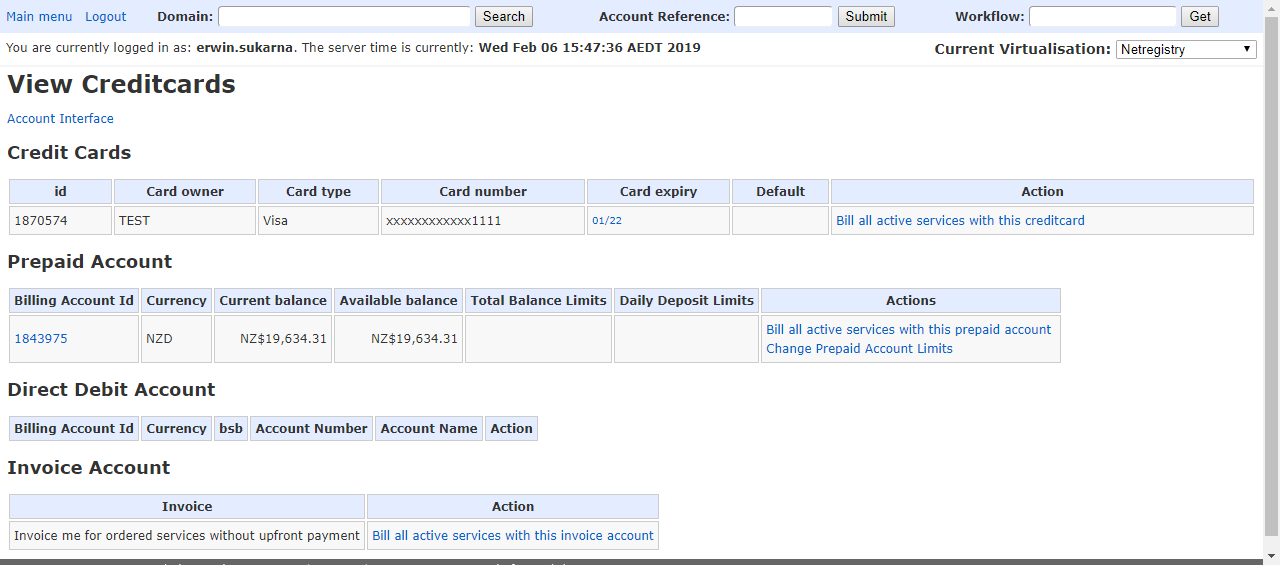 Main menu Logout Domain: Search Account Reference: Submit Workflow: Get
You are currently logged in as: erwin.sukarna. The server time is currently: Wed Feb 06 15:47:36 AEDT 2019 Current Virtualisation: Netregistry
View Creditcards
Account Interface
Credit Cards
id Card owner Card type Card number Card expiry Default Action
1870574 TEST Visa xxxxxxxxxxxx1111 01/22 Bill all active services with this creditcard
Prepaid Account
Billing Account Id Currency Current balance Available balance Total Balance Limits Daily Deposit Limits Actions
1843975 NZD NZ$19,634.31 NZ$19,634.31 Bill all active services with this prepaid account
Change Prepaid Account Limits
Direct Debit Account
Billing Account Id Currency bsb Account Number Account Name Action
Invoice Account
Invoice Action
Invoice me for ordered services without upfront payment Bill all active services with this invoice account